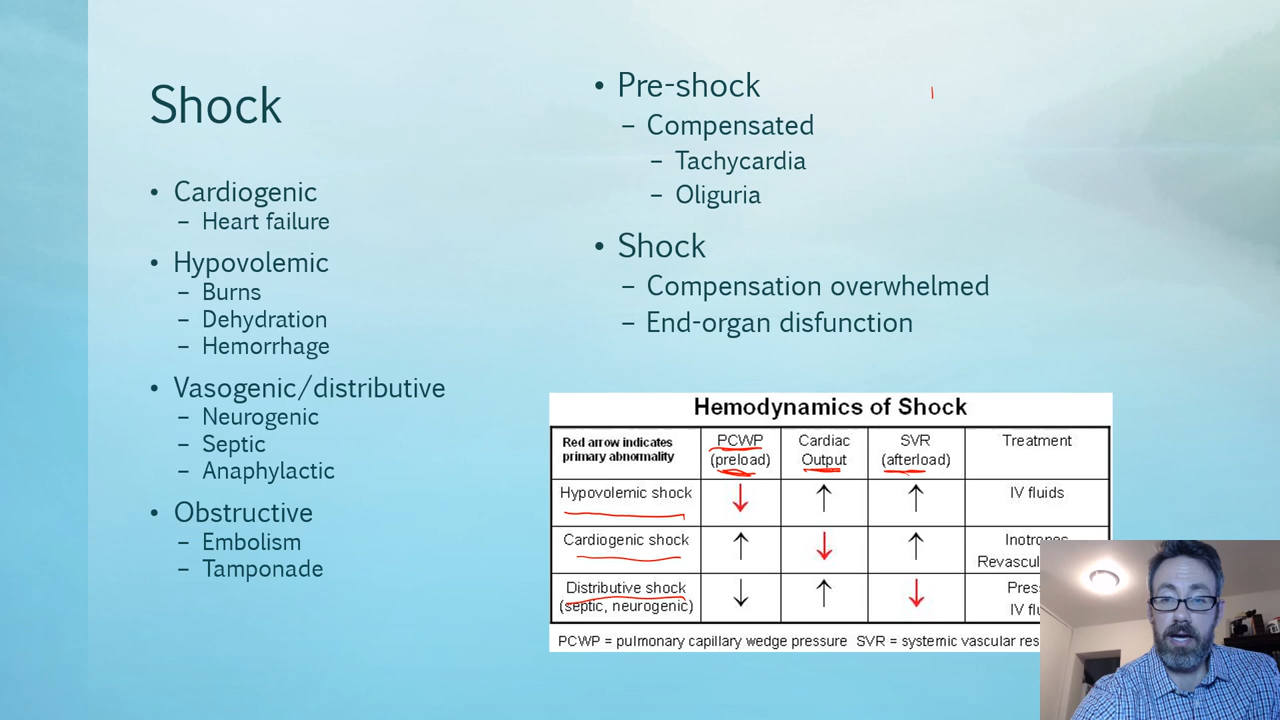 Shock
• Cardiogenic
– Heart failure
• Hypovolemic
– Burns
– Dehydration
– Hemorrhage
• Vasogenic/distributive
– Neurogenic
– Septic
– Anaphylactic
• Obstructive
– Embolism
– Tamponade
• Pre-shock
– Compensated
– Tachycardia
– Oliguria
• Shock
– Compensation overwhelmed
– End-organ disfunction
Hemodynamics of Shock
Red arrow indicates primary abnormality
PCWP (preload)
Cardiac Output
SVR (afterload)
Treatment
Hypovolemic shock ↓ ↑ ↑ IV fluids
Cardiogenic shock ↑ ↓ ↑
Distributive shock (septic, neurogenic) ↓ ↑ ↓ IV
PCWP = pulmonary capillary wedge pressure SVR = systemic vascular